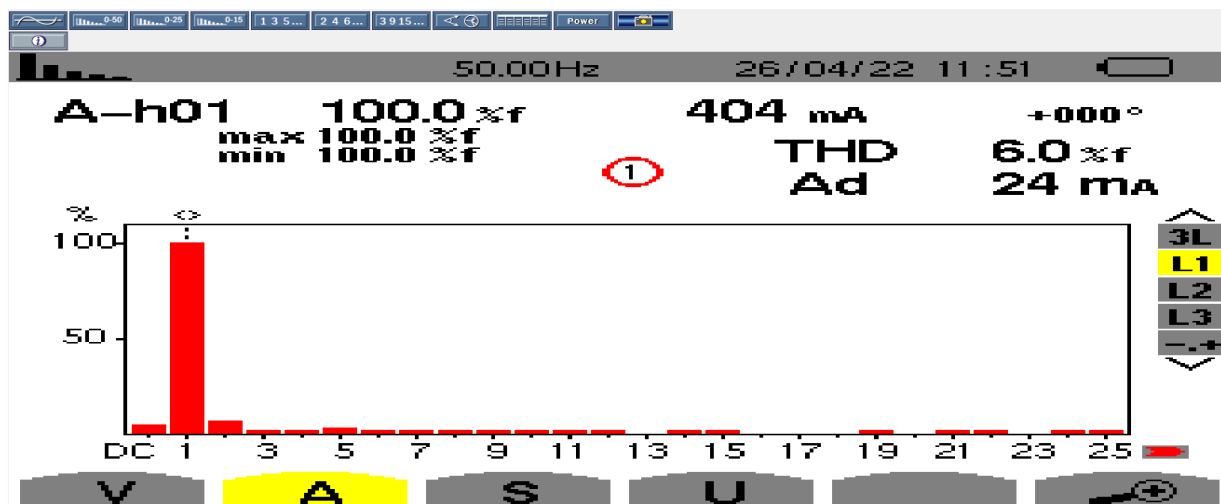 0-50 0-25 0-15 1 3 5... 2 4 6... 3 9 15... Power
50.00Hz 26/04/22 11:51
A-h01 100.0 %f 404 mA +000°
max 100.0 %f
min 100.0 %f
THD 6.0 %f
1
Ad 24 mA
% <>
100
50
3L
L1
L2
L3
-.+
DC 1 3 5 7 9 11 13 15 17 19 21 23 25
V A S U